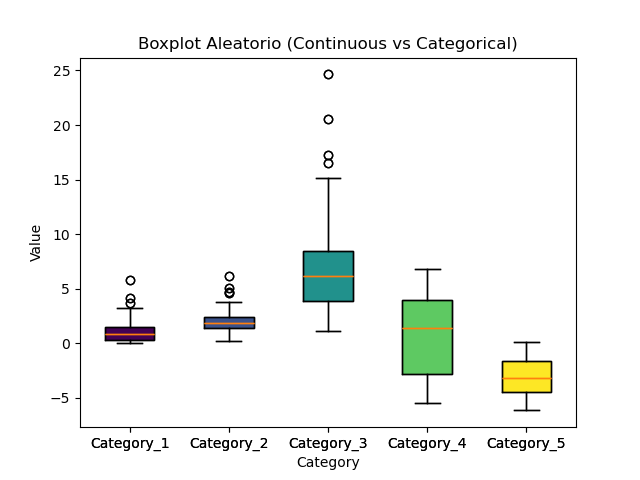 Boxplot Aleatorio (Continuous vs Categorical)
25
20
15
10
5
0
−5
Value
Category_1 Category_2 Category_3 Category_4 Category_5
Category